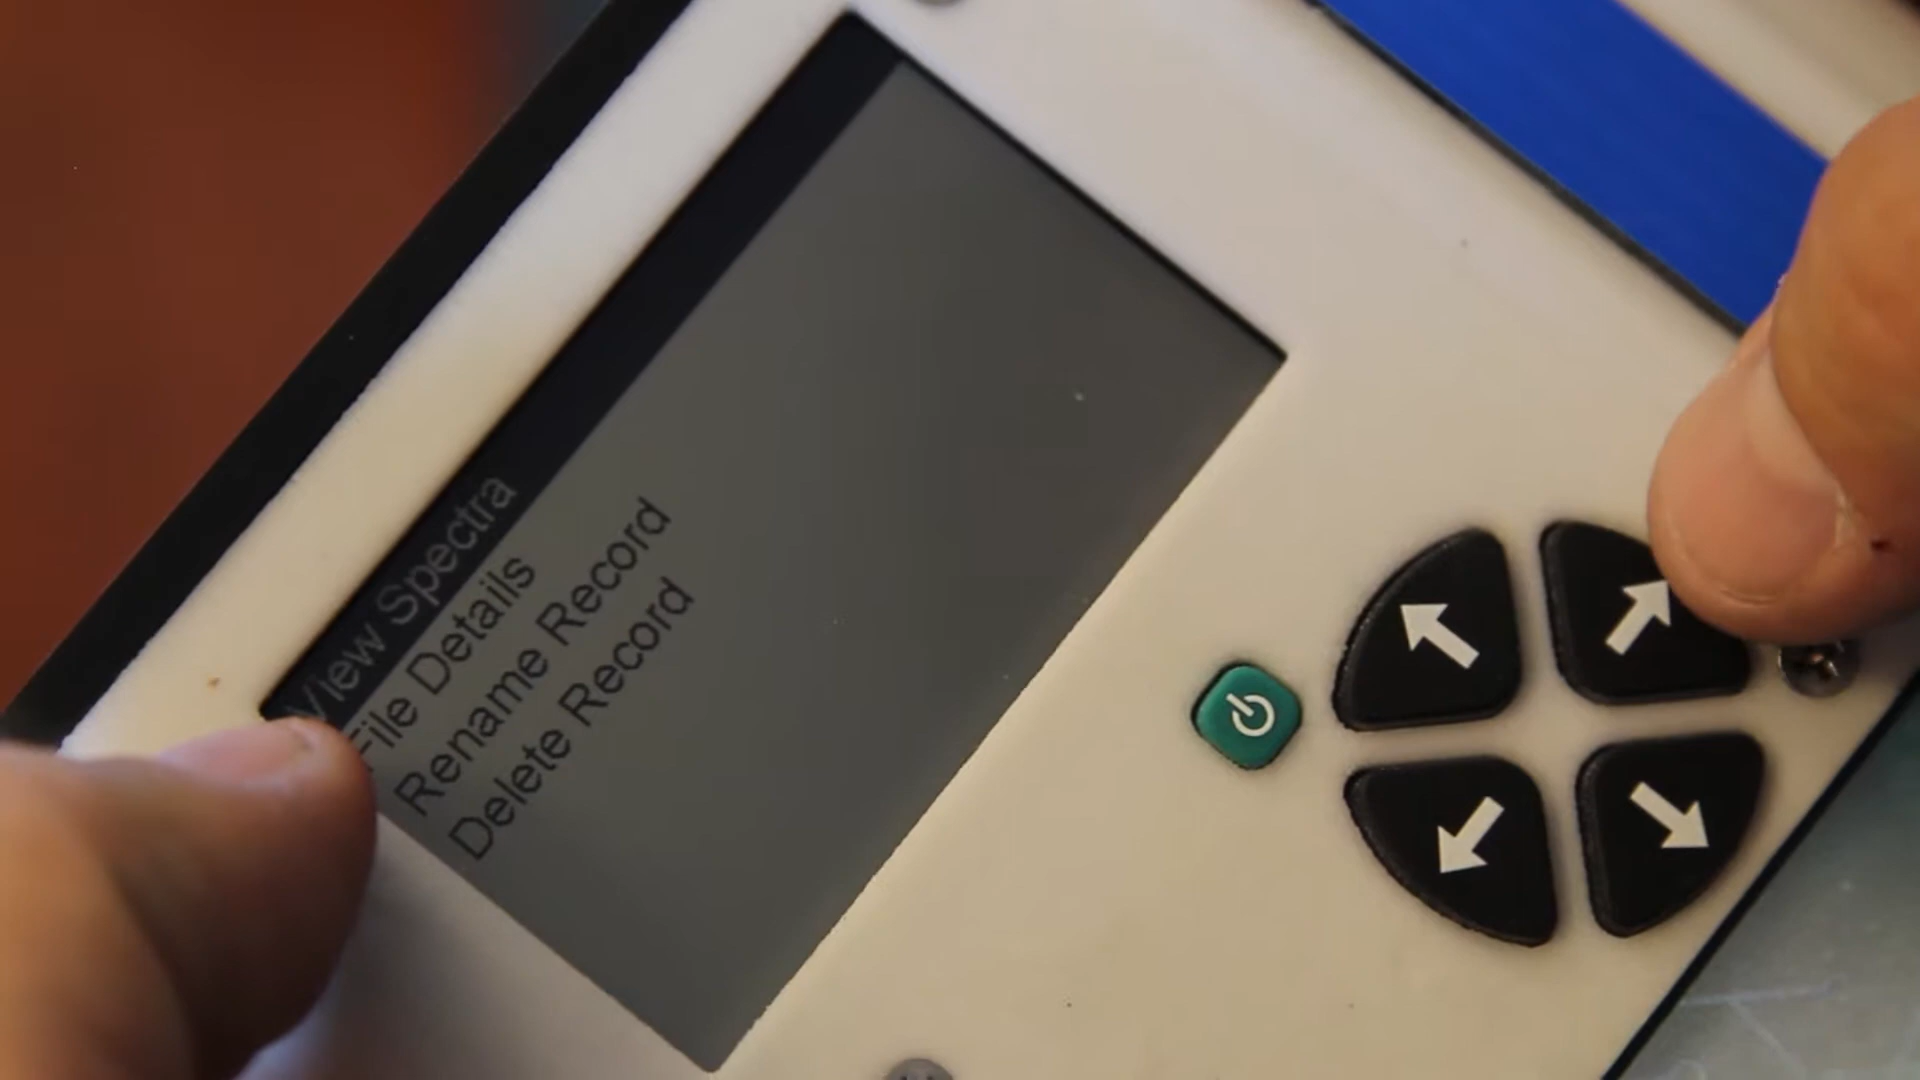 View Spectra
File Details
Rename Record
Delete Record